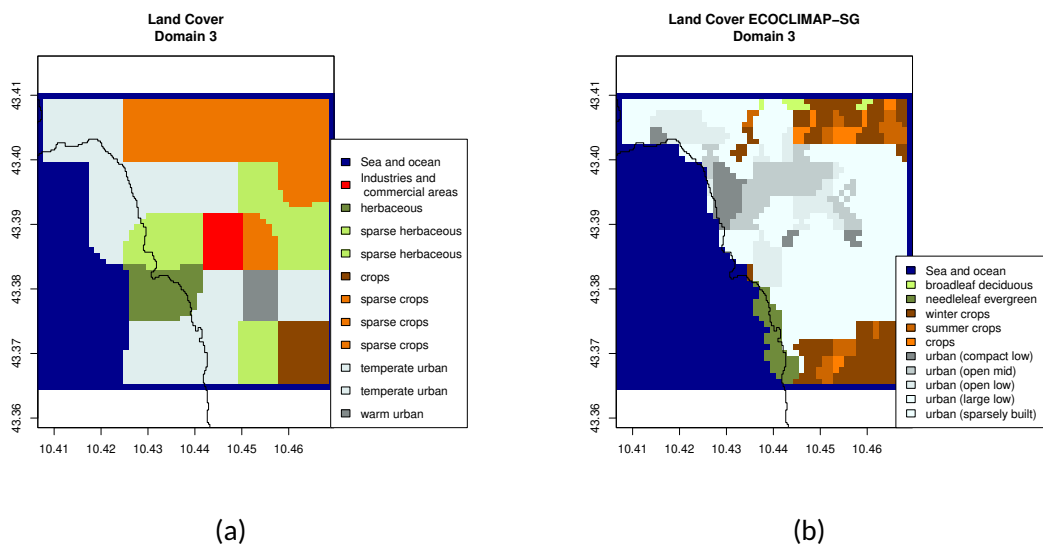 Land Cover
Domain 3
43.41
43.40
43.39
43.38
43.37
43.36
10.41 10.42 10.43 10.44 10.45 10.46
Sea and ocean
Industries and
commercial areas
herbaceous
sparse herbaceous
sparse herbaceous
crops
sparse crops
sparse crops
sparse crops
temperate urban
temperate urban
warm urban
(a)
Land Cover ECOCLIMAP−SG
Domain 3
43.41
43.40
43.39
43.38
43.37
43.36
10.41 10.42 10.43 10.44 10.45 10.46
Sea and ocean
broadleaf deciduous
needleleaf evergreen
winter crops
summer crops
crops
urban (compact low)
urban (open mid)
urban (open low)
urban (large low)
urban (sparsely built)
(b)